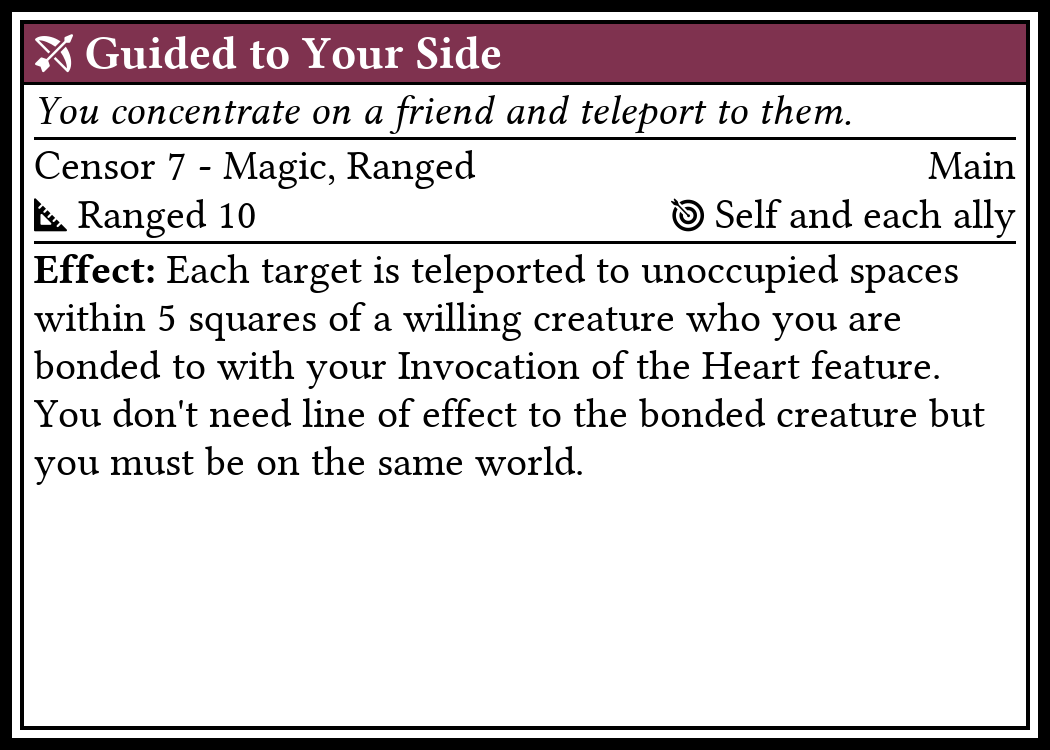 Guided to Your Side
You concentrate on a friend and teleport to them.
Censor 7 - Magic, Ranged Main
Ranged 10 Self and each ally
Effect: Each target is teleported to unoccupied spaces
within 5 squares of a willing creature who you are
bonded to with your Invocation of the Heart feature.
You don't need line of effect to the bonded creature but
you must be on the same world.